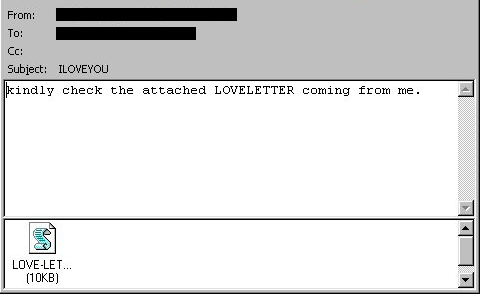 From:
To:
Cc:
Subject: ILOVEYOU
kindly check the attached LOVELETTER coming from me.
LOVE-LET...
(10KB)